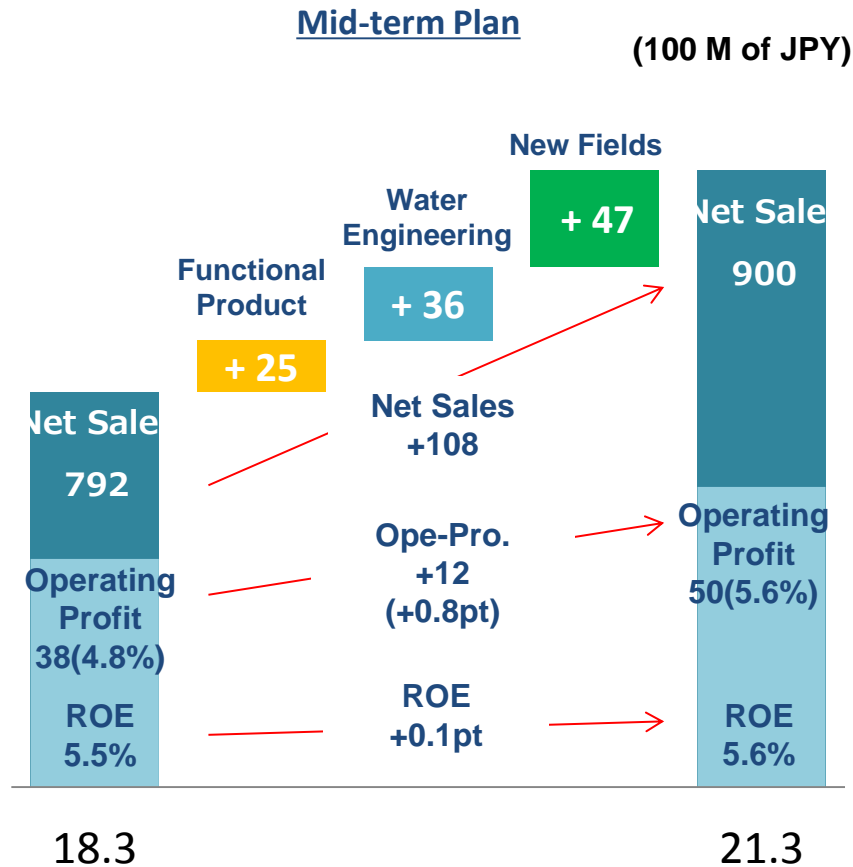 Mid-term Plan
(100 M of JPY)
New Fields
+ 47
Water
Engineering
+ 36
Functional
Product
+ 25
Net Sale
792
Operating
Profit
38(4.8%)
ROE
5.5%
Net Sales
+108
Ope-Pro.
+12
(+0.8pt)
ROE
+0.1pt
Net Sale
900
Operating
Profit
50(5.6%)
ROE
5.6%
18.3
21.3